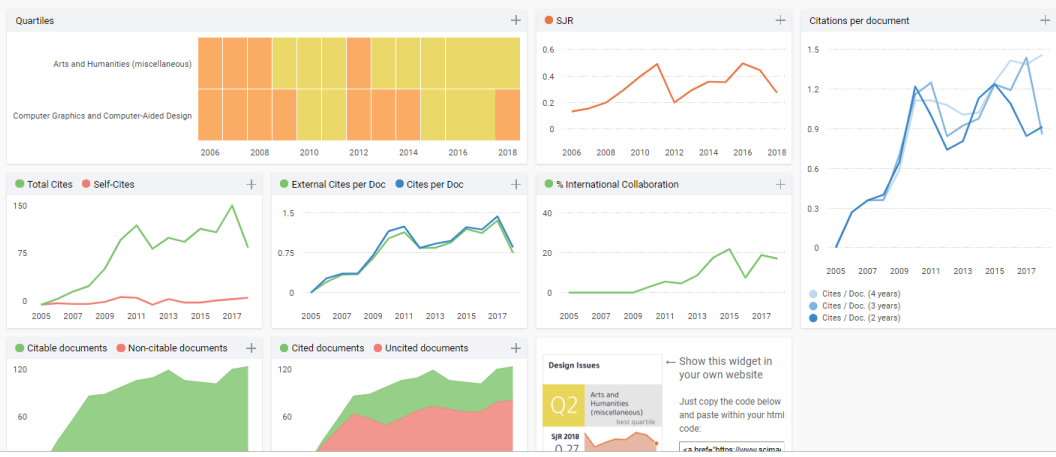 Quartiles
Arts and Humanities (miscellaneous)
Computer Graphics and Computer-Aided Design
2006 2008 2010 2012 2014 2016 2018
SJR
0.6
0.4
0.2
0
2006 2008 2010 2012 2014 2016 2018
Citations per document
1.5
1.2
0.9
0.6
0.3
0
2005 2007 2009 2011 2013 2015 2017
Cites / Doc. (4 years)
Cites / Doc. (3 years)
Cites / Doc. (2 years)
Total Cites Self-Cites
150
75
0
2005 2007 2009 2011 2013 2015 2017
External Cites per Doc Cites per Doc
1.5
0.75
0
2005 2007 2009 2011 2013 2015 2017
% International Collaboration
40
20
0
2005 2007 2009 2011 2013 2015 2017
Citable documents Non-citable documents
120
60
Cited documents Uncited documents
120
60
Design Issues
Q2
Arts and
Humanities
(miscellaneous)
best quartile
SJR 2018
0.27
← Show this widget in
your own website
Just copy the code below
and paste within your html
code:
<a href="https://www.scimag